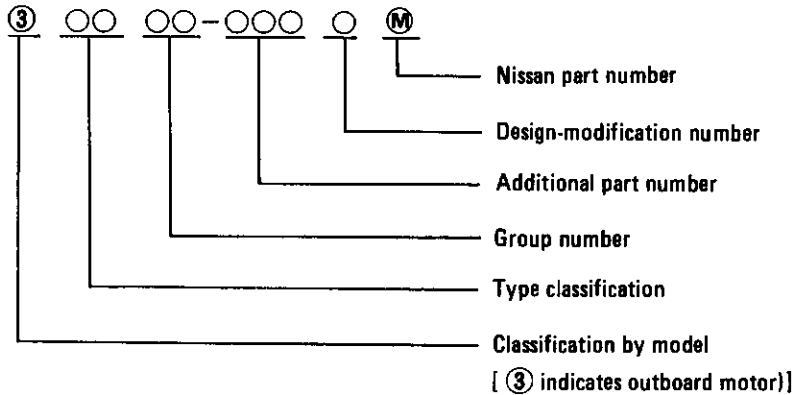 ③ ○○ ○○-○○○ ○ Ⓜ
Nissan part number
Design-modification number
Additional part number
Group number
Type classification
Classification by model
[ ③ indicates outboard motor)]